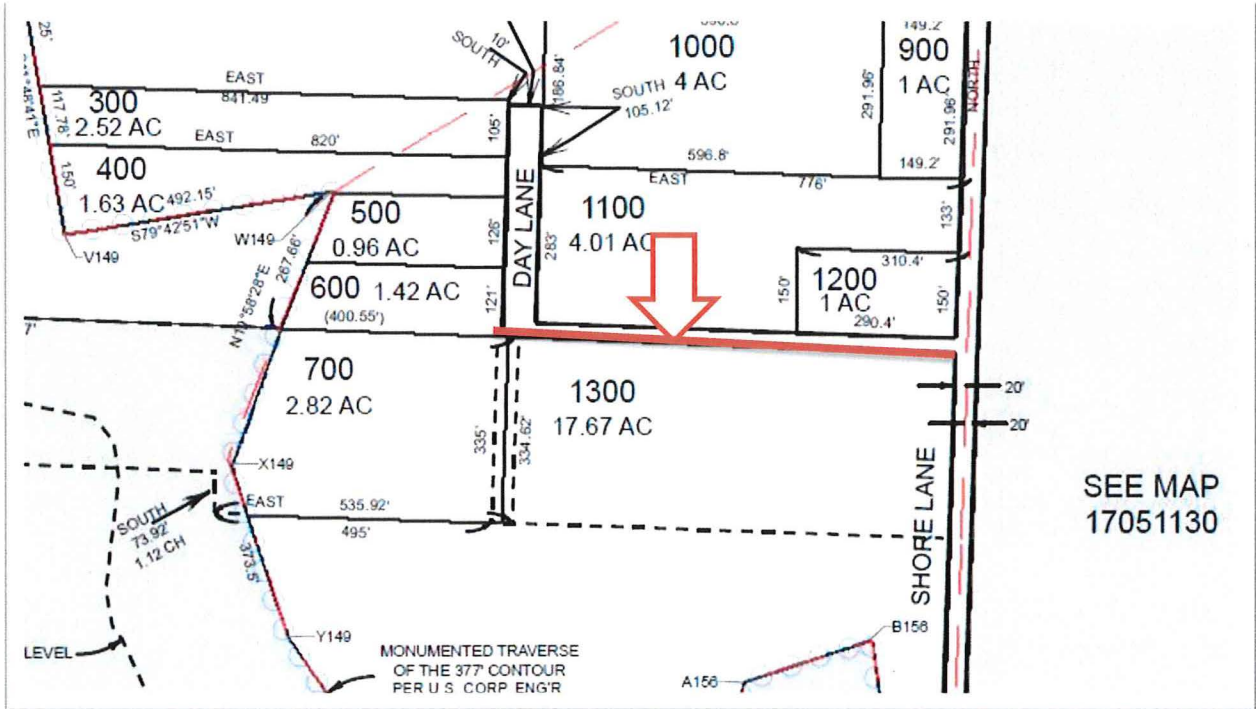 25'
SOUTH
10'
1000
4 AC
149.2'
900
1 AC
NORTH
EAST
841.49
186.84'
SOUTH
105.12'
291.96'
291.96'
117.78'
300
2.52 AC
105'
EAST
820'
596.8'
149.2'
EAST
776'
400
1.63 AC
150'
492.15'
S79°42'51"W
V149
W149
500
0.96 AC
126'
DAY LANE
283'
1100
4.01 AC
133'
310.4'
267.66'
600
1.42 AC
121'
(400.55')
150'
1200
1 AC
290.4'
150'
7'
700
2.82 AC
1300
17.67 AC
20'
20'
335'
334.62'
X149
EAST
535.92'
495'
SOUTH
73.92'
1.12 CH
373.5'
SHORE LANE
SEE MAP
17051130
Y149
LEVEL
MONUMENTED TRAVERSE
OF THE 377' CONTOUR
PER U S CORP ENG'R
A156
B156